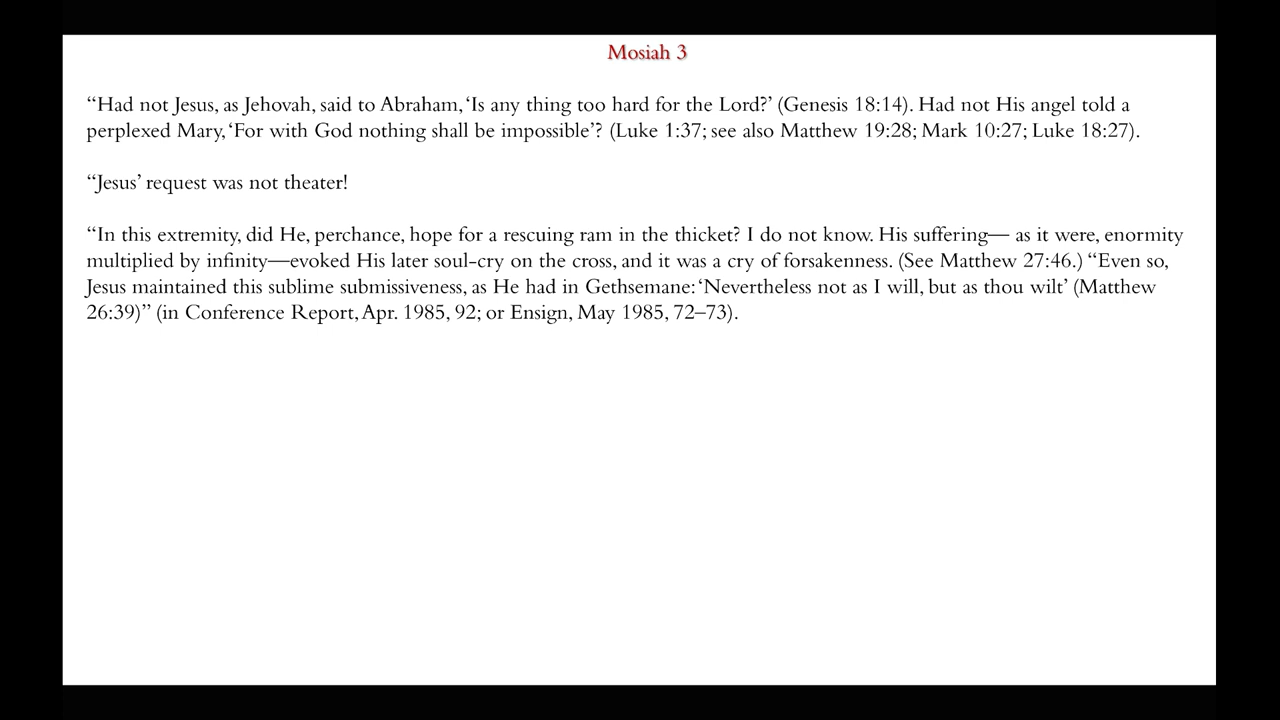 Mosiah 3
“Had not Jesus, as Jehovah, said to Abraham, ‘Is any thing too hard for the Lord?’ (Genesis 18:14). Had not His angel told a
perplexed Mary, ‘For with God nothing shall be impossible’? (Luke 1:37; see also Matthew 19:28; Mark 10:27; Luke 18:27).
“Jesus’ request was not theater!
“In this extremity, did He, perchance, hope for a rescuing ram in the thicket? I do not know. His suffering— as it were, enormity
multiplied by infinity—evoked His later soul-cry on the cross, and it was a cry of forsakenness. (See Matthew 27:46.) “Even so,
Jesus maintained this sublime submissiveness, as He had in Gethsemane: ‘Nevertheless not as I will, but as thou wilt’ (Matthew
26:39)” (in Conference Report, Apr. 1985, 92; or Ensign, May 1985, 72–73).